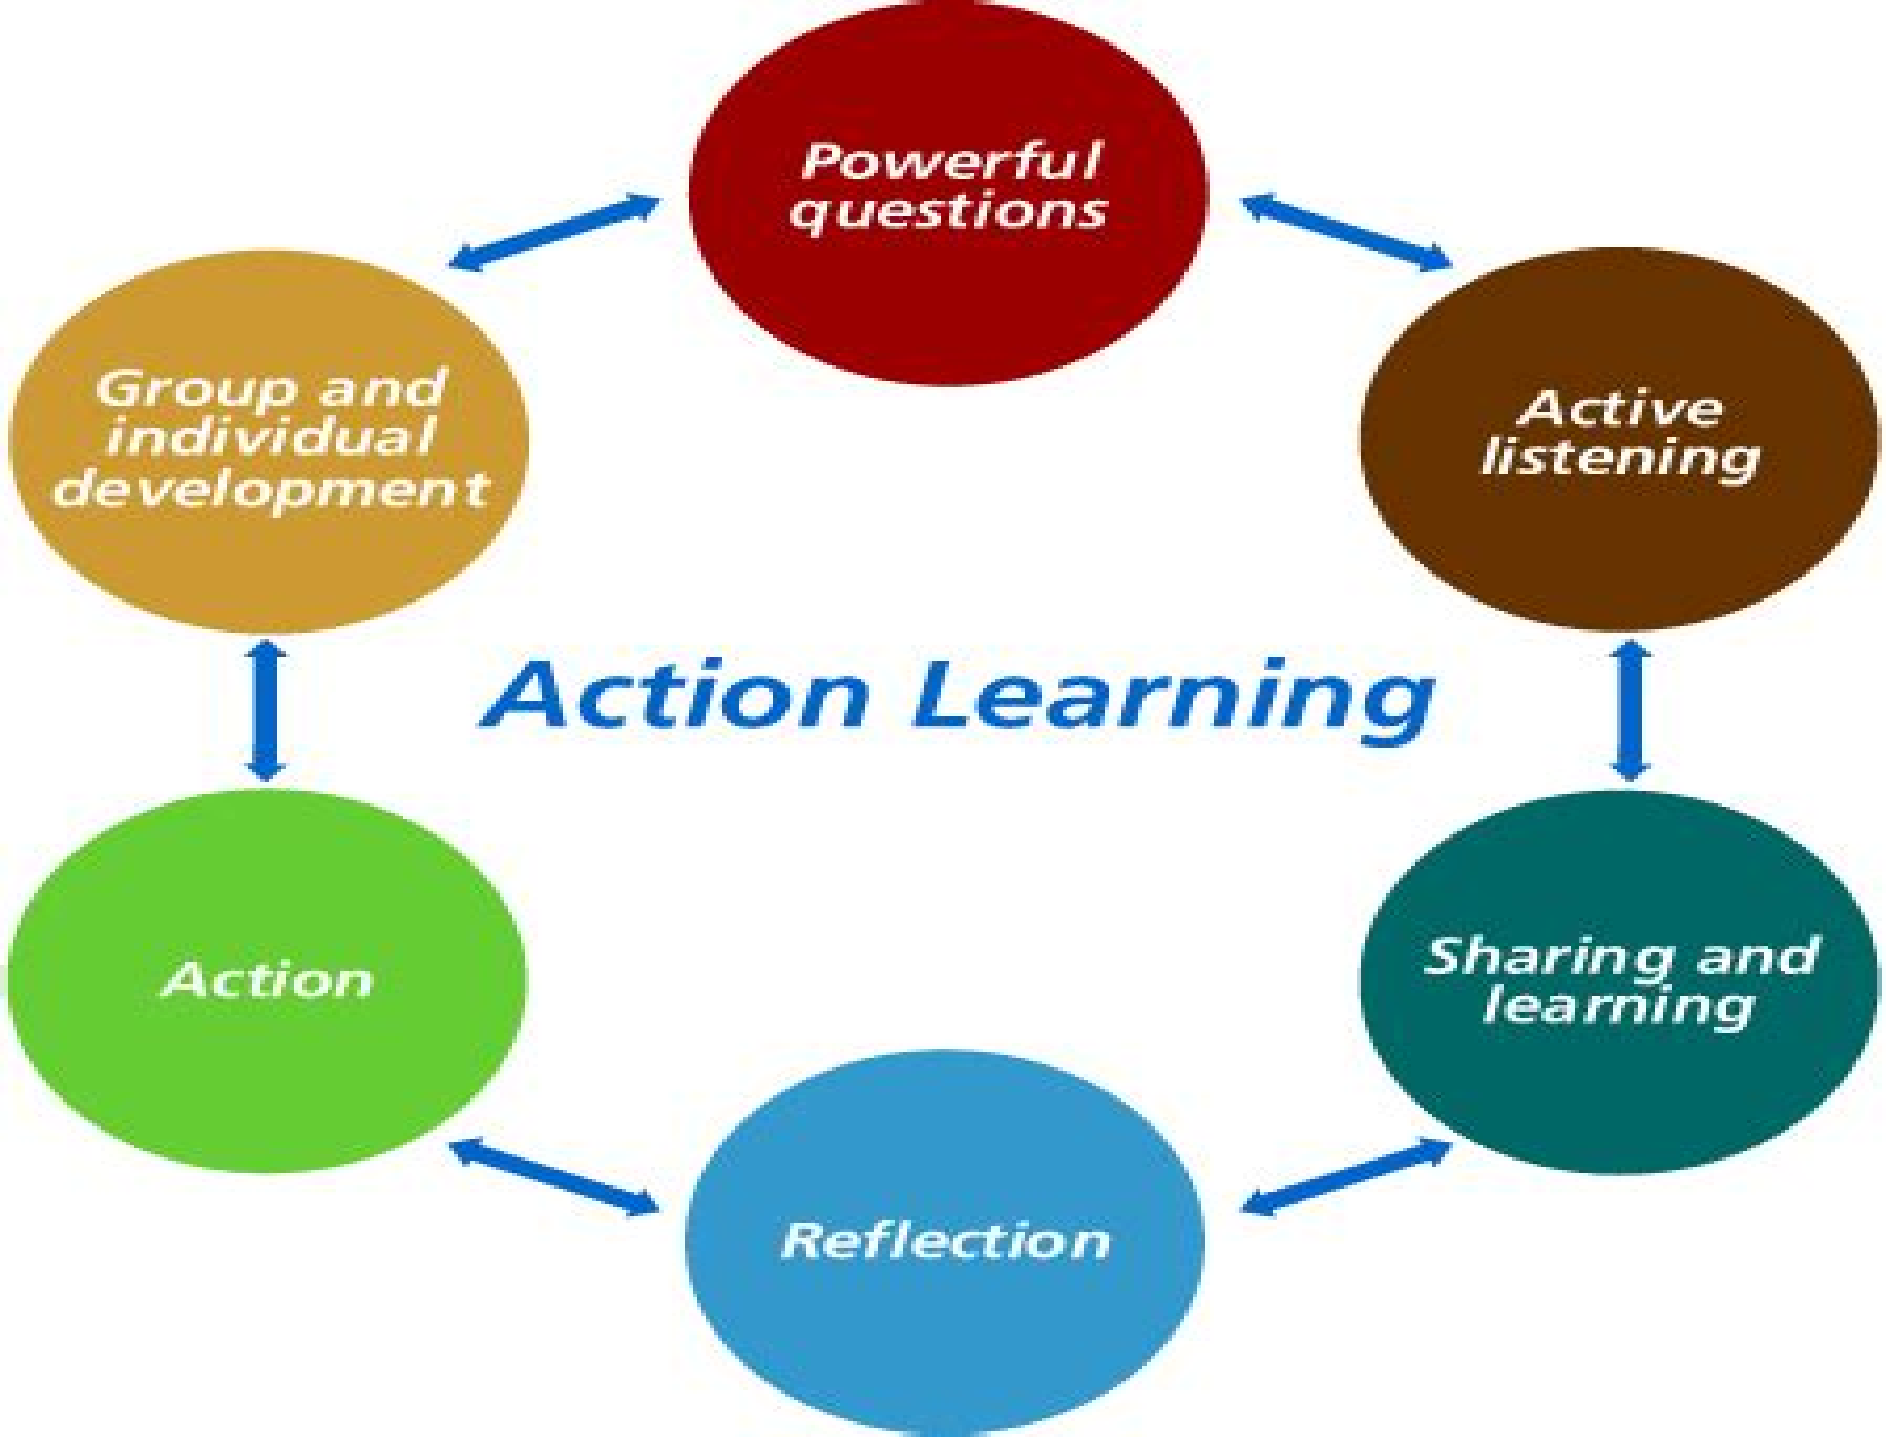 Powerful
questions
Group and
individual
development
Active
listening
Action Learning
Action
Sharing and
learning
Reflection